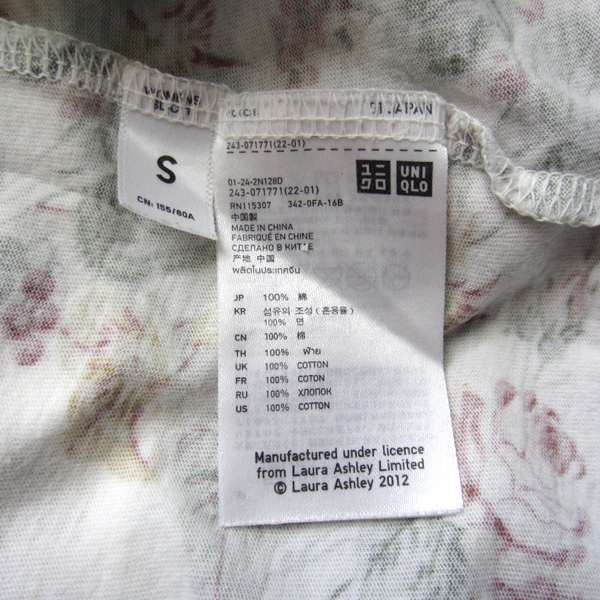 S
CN: 155/80A
JAPAN
243-071771(22-01)
01-24-2N128D
243-071771(22-01)
ユニ
クロ
UNI
QLO
RN115307 342-0FA-16B
中国製
MADE IN CHINA
FABRIQUÉ EN CHINE
СДЕЛАНО В КИТАЕ
产地 中国
ผลิตในประเทศจีน
JP 100% 綿
KR 섬유의 조성(혼용율)
100% 면
CN 100% 棉
TH 100% ฝ้าย
UK 100% COTTON
FR 100% COTON
RU 100% ХЛОПОК
US 100% COTTON
Manufactured under licence
from Laura Ashley Limited
© Laura Ashley 2012